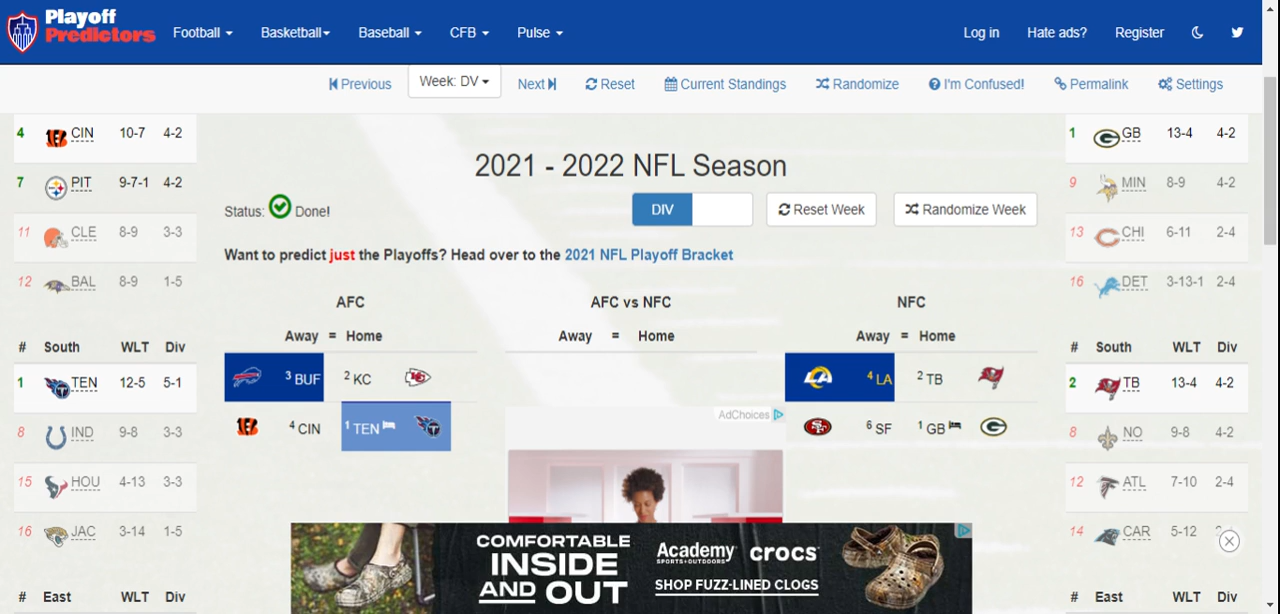 Playoff
Predictors
Football
Basketball
Baseball
CFB
Pulse
Log in
Hate ads?
Register
Previous
Week: DV
Next
Reset
Current Standings
Randomize
I'm Confused!
Permalink
Settings
4 CIN 10-7 4-2
7 PIT 9-7-1 4-2
11 CLE 8-9 3-3
12 BAL 8-9 1-5
# South WLT Div
1 TEN 12-5 5-1
8 IND 9-8 3-3
15 HOU 4-13 3-3
16 JAC 3-14 1-5
# East WLT Div
2021 - 2022 NFL Season
Status: Done!
DIV
Reset Week
Randomize Week
Want to predict just the Playoffs? Head over to the 2021 NFL Playoff Bracket
AFC
Away = Home
3 BUF 2 KC
4 CIN 1 TEN
AFC vs NFC
Away = Home
NFC
Away = Home
4 LA 2 TB
6 SF 1 GB
AdChoices
COMFORTABLE
INSIDE
AND OUT
Academy
SPORTS+OUTDOORS
crocs
SHOP FUZZ-LINED CLOGS
1 GB 13-4 4-2
9 MIN 8-9 4-2
13 CHI 6-11 2-4
16 DET 3-13-1 2-4
# South WLT Div
2 TB 13-4 4-2
8 NO 9-8 4-2
12 ATL 7-10 2-4
14 CAR 5-12
# East WLT Div